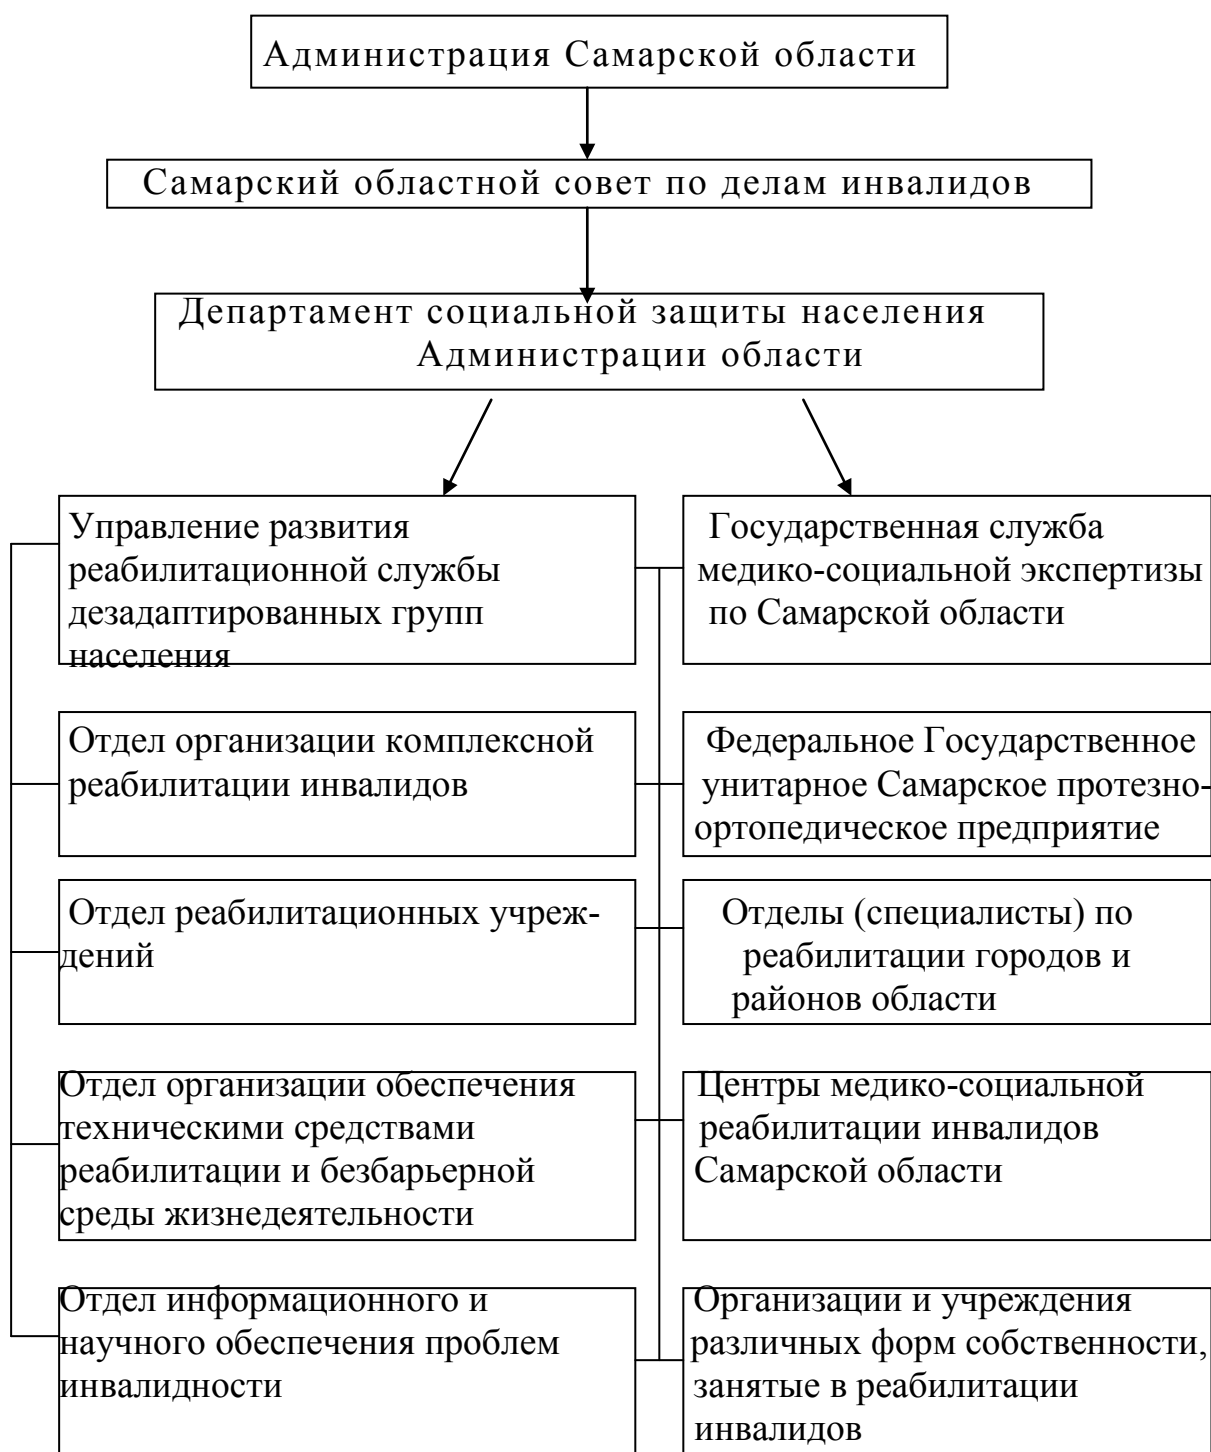 Администрация Самарской области
Самарский областной совет по делам инвалидов
Департамент социальной защиты населения
Администрации области
Управление развития
реабилитационной службы
дезадаптированных групп
населения
Государственная служба
медико-социальной экспертизы
по Самарской области
Отдел организации комплексной
реабилитации инвалидов
Федеральное Государственное
унитарное Самарское протезно-
ортопедическое предприятие
Отдел реабилитационных учреж-
дений
Отделы (специалисты) по
реабилитации городов и
районов области
Отдел организации обеспечения
техническими средствами
реабилитации и безбарьерной
среды жизнедеятельности
Центры медико-социальной
реабилитации инвалидов
Самарской области
Отдел информационного и
научного обеспечения проблем
инвалидности
Организации и учреждения
различных форм собственности,
занятые в реабилитации
инвалидов